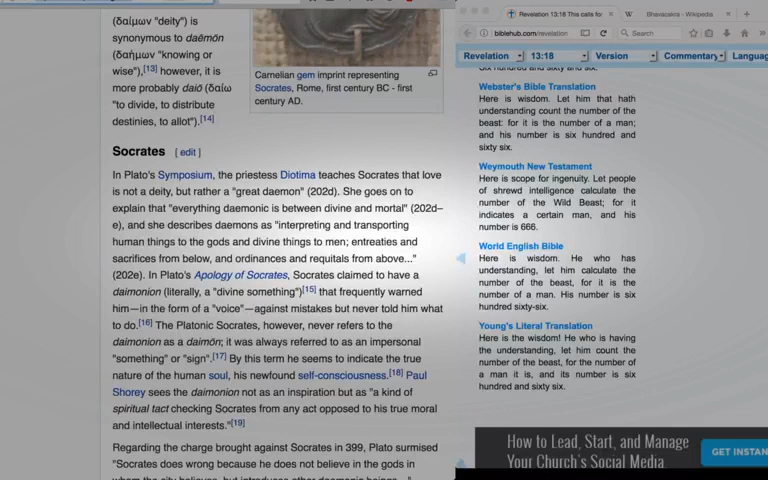 (δαίμων "deity") is
synonymous to daēmōn
(δαήμων "knowing or
wise"),[13] however, it is
more probably daiō (δαίω
"to divide, to distribute
destinies, to allot").[14]
Carnelian gem imprint representing
Socrates, Rome, first century BC - first
century AD.
Socrates [ edit ]
In Plato's Symposium, the priestess Diotima teaches Socrates that love
is not a deity, but rather a "great daemon" (202d). She goes on to
explain that "everything daemonic is between divine and mortal" (202d–
e), and she describes daemons as "interpreting and transporting
human things to the gods and divine things to men; entreaties and
sacrifices from below, and ordinances and requitals from above..."
(202e). In Plato's Apology of Socrates, Socrates claimed to have a
daimonion (literally, a "divine something")[15] that frequently warned
him—in the form of a "voice"—against mistakes but never told him what
to do.[16] The Platonic Socrates, however, never refers to the
daimonion as a daimōn; it was always referred to as an impersonal
"something" or "sign".[17] By this term he seems to indicate the true
nature of the human soul, his newfound self-consciousness.[18] Paul
Shorey sees the daimonion not as an inspiration but as "a kind of
spiritual tact checking Socrates from any act opposed to his true moral
and intellectual interests."[19]
Regarding the charge brought against Socrates in 399, Plato surmised
"Socrates does wrong because he does not believe in the gods in
Revelation 13:18 This calls for
Bhavacakra - Wikipedia
biblehub.com/revelation
Search
Revelation 13:18 Version Commentary Languag
Six hundred and sixty and six.
Webster's Bible Translation
Here is wisdom. Let him that hath
understanding count the number of the
beast: for it is the number of a man;
and his number is six hundred and
sixty six.
Weymouth New Testament
Here is scope for ingenuity. Let people
of shrewd intelligence calculate the
number of the Wild Beast; for it
indicates a certain man, and his
number is 666.
World English Bible
Here is wisdom. He who has
understanding, let him calculate the
number of the beast, for it is the
number of a man. His number is six
hundred sixty-six.
Young's Literal Translation
Here is the wisdom! He who is having
the understanding, let him count the
number of the beast, for the number of
a man it is, and its number is six
hundred and sixty six.
How to Lead, Start, and Manage
Your Church's Social Media
GET INSTAN